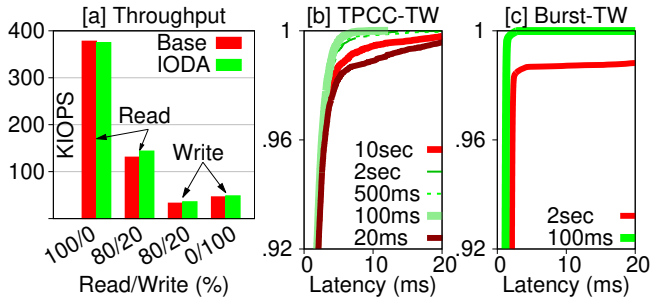 [a] Throughput
400
300
200
100
KIOPS
Base
IODA
Read
Write
100/0
80/20
80/20
0/100
Read/Write (%)
[b] TPCC-TW
1
.96
.92
10sec
2sec
500ms
100ms
20ms
0 10 20
Latency (ms)
[c] Burst-TW
1
.96
.92
2sec
100ms
0 10 20
Latency (ms)